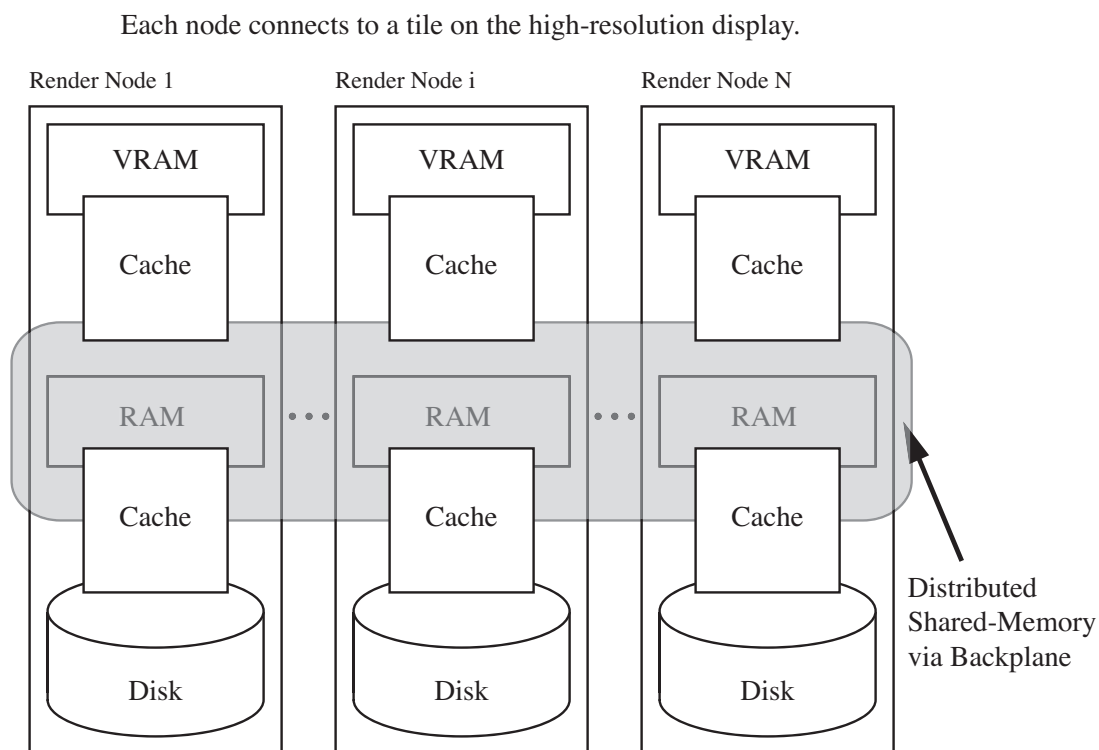 Each node connects to a tile on the high-resolution display.
Render Node 1
Render Node i
Render Node N
VRAM
VRAM
VRAM
Cache
Cache
Cache
RAM
RAM
RAM
Cache
Cache
Cache
Distributed
Shared-Memory
via Backplane
Disk
Disk
Disk